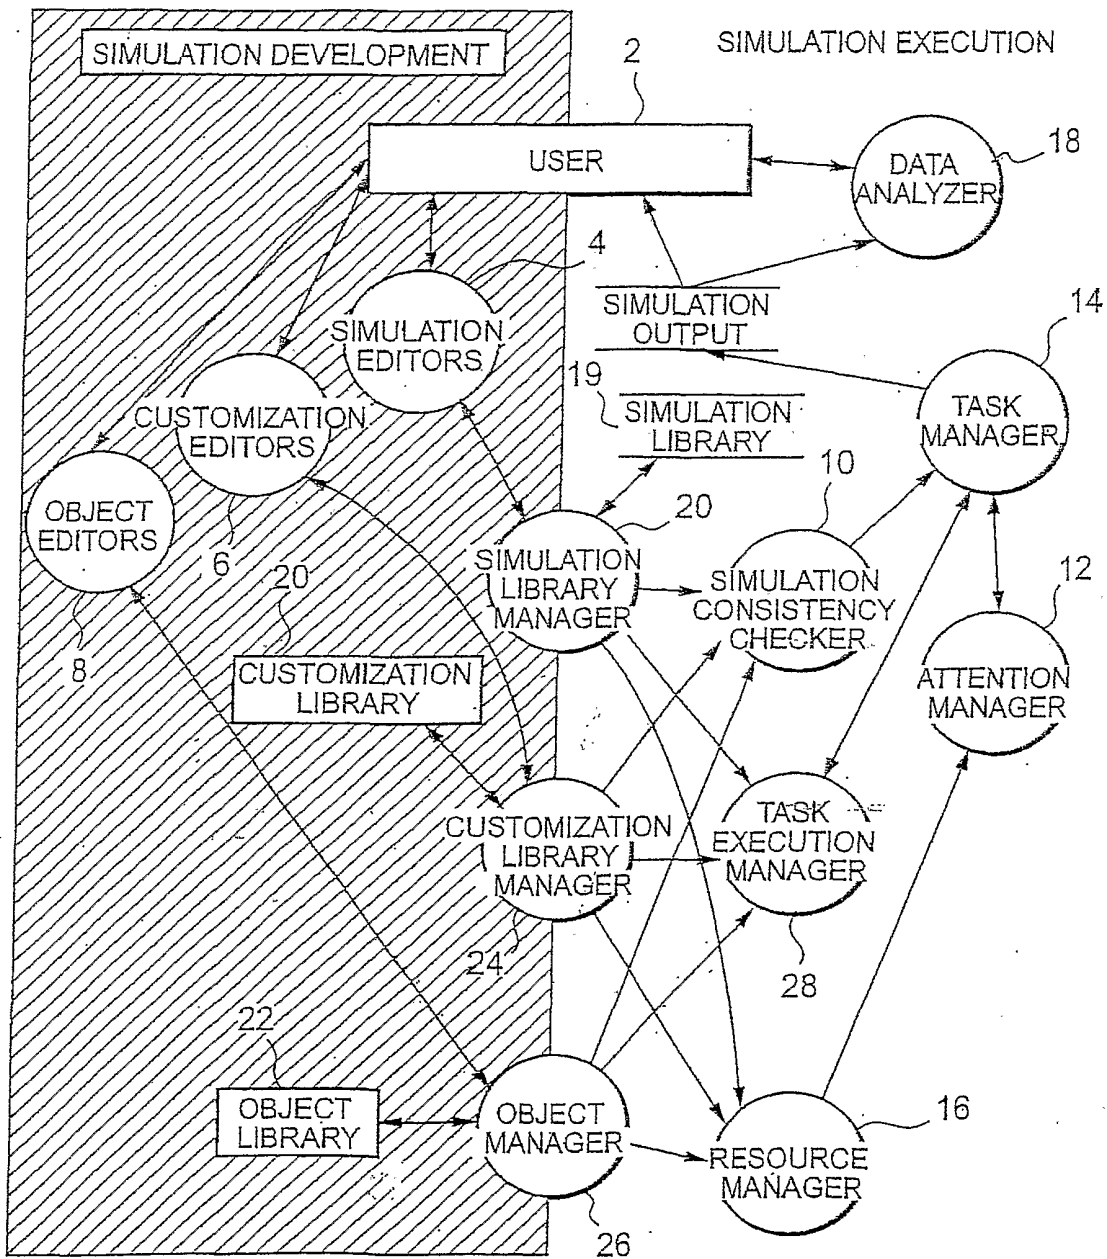 SIMULATION DEVELOPMENT
SIMULATION EXECUTION
2
USER
18
DATA
ANALYZER
4
SIMULATION
EDITORS
SIMULATION
OUTPUT
14
TASK
MANAGER
19
SIMULATION
LIBRARY
CUSTOMIZATION
EDITORS
6
OBJECT
EDITORS
8
10
20
SIMULATION
LIBRARY
MANAGER
SIMULATION
CONSISTENCY
CHECKER
12
ATTENTION
MANAGER
20
CUSTOMIZATION
LIBRARY
CUSTOMIZATION
LIBRARY
MANAGER
24
TASK
EXECUTION
MANAGER
28
22
OBJECT
LIBRARY
OBJECT
MANAGER
26
16
RESOURCE
MANAGER